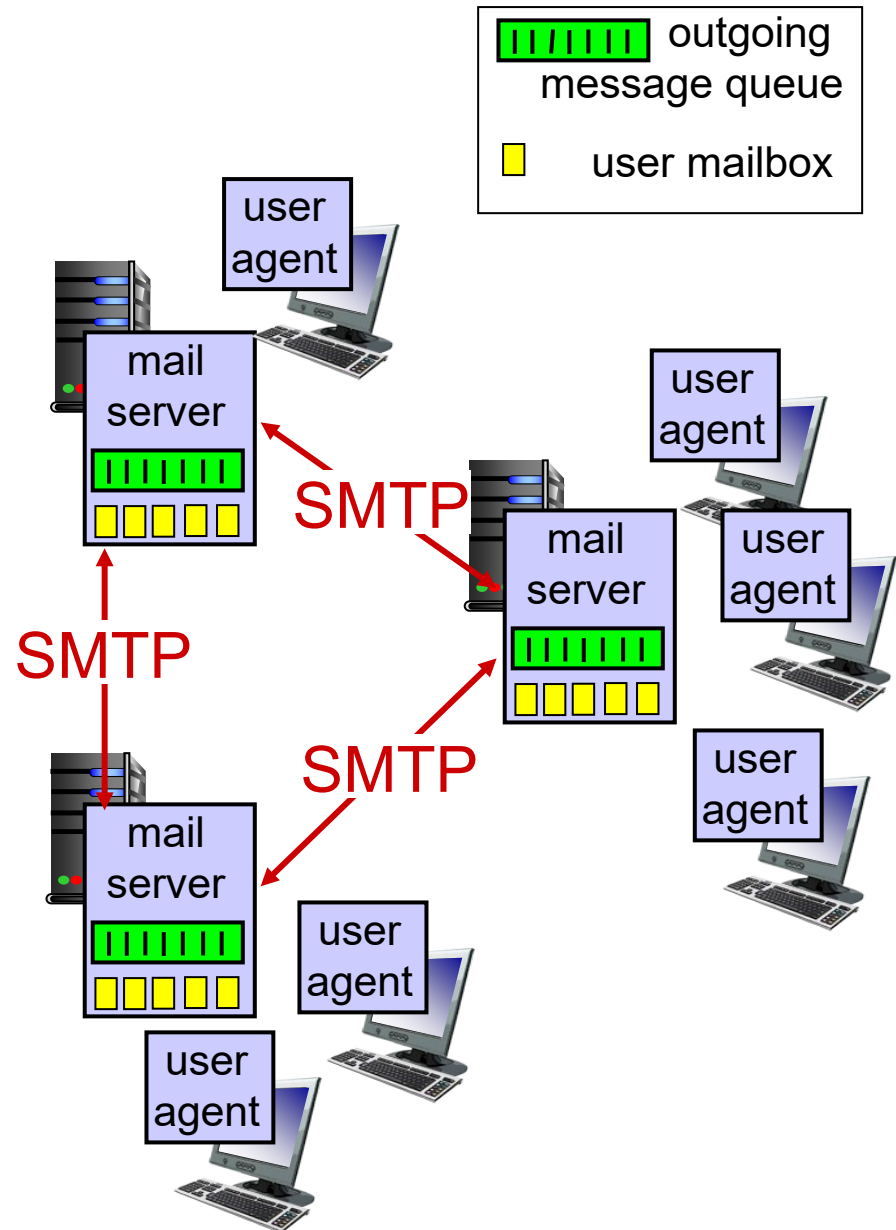 outgoing
message queue
user mailbox
user
agent
mail
server
user
agent
SMTP
mail
server
user
agent
SMTP
SMTP
user
agent
mail
server
user
agent
user
agent